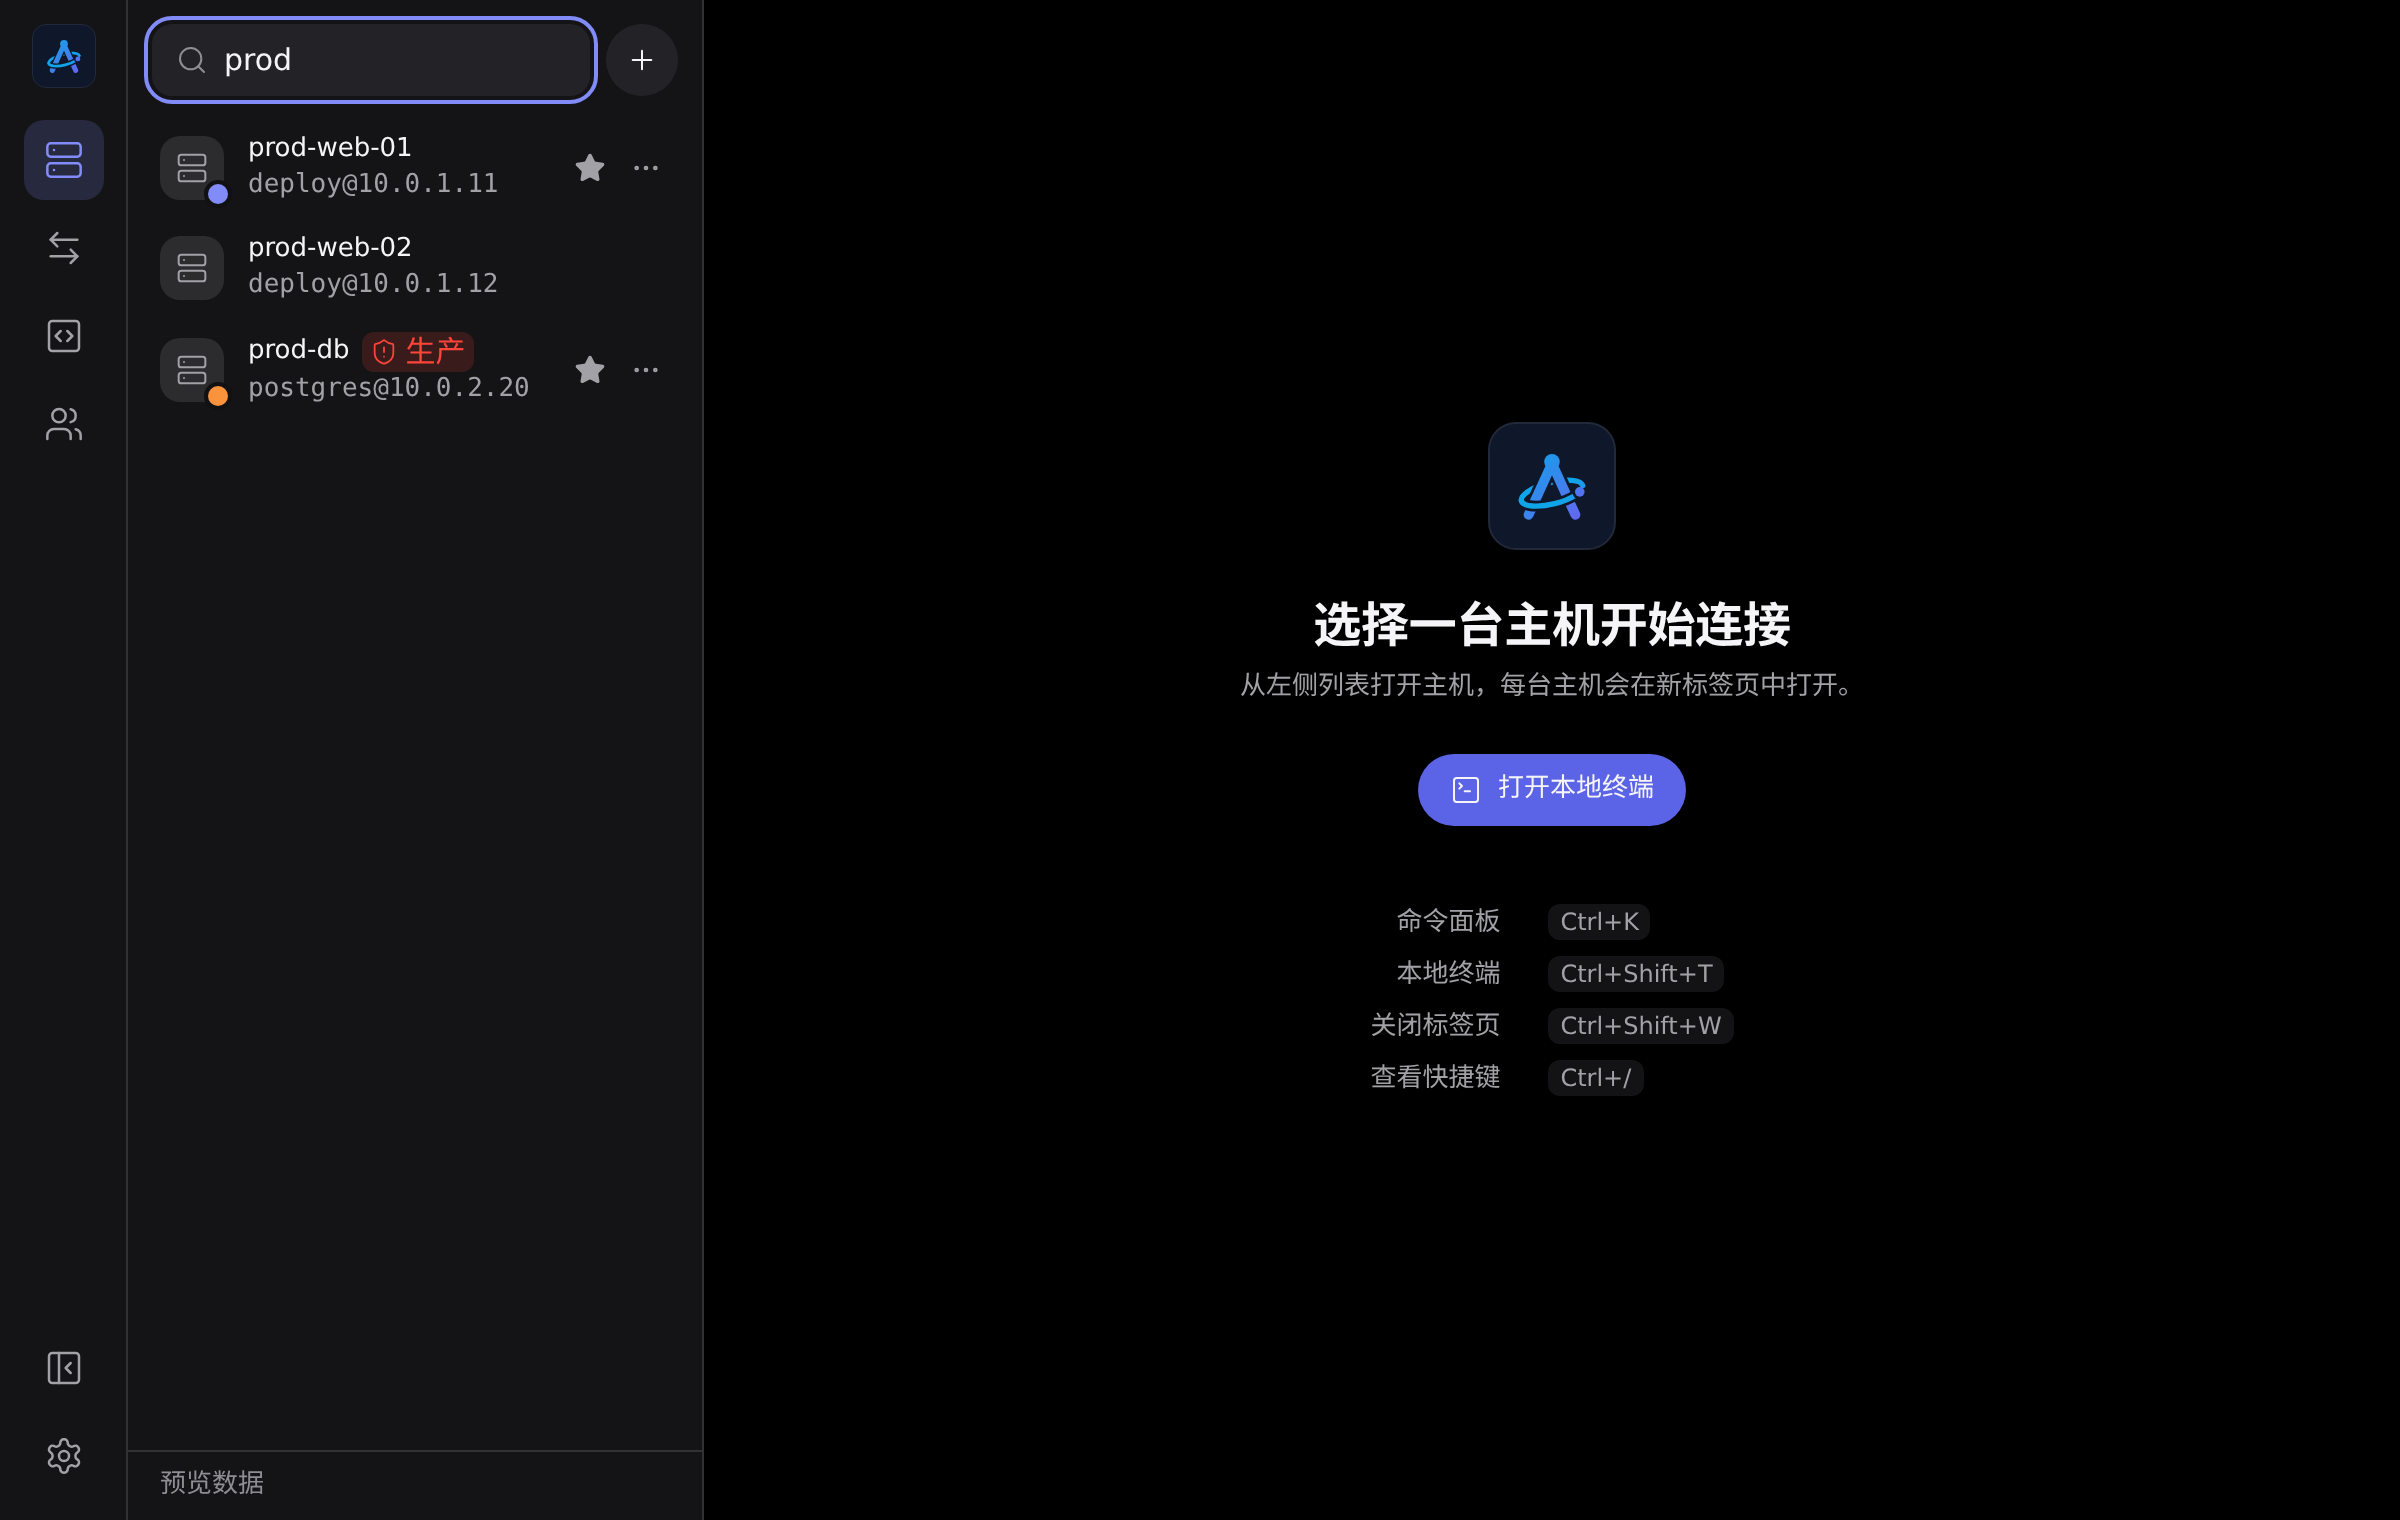 prod
prod-web-01
deploy@10.0.1.11
prod-web-02
deploy@10.0.1.12
prod-db 生产
postgres@10.0.2.20
预览数据
选择一台主机开始连接
从左侧列表打开主机，每台主机会在新标签页中打开。
打开本地终端
命令面板 Ctrl+K
本地终端 Ctrl+Shift+T
关闭标签页 Ctrl+Shift+W
查看快捷键 Ctrl+/